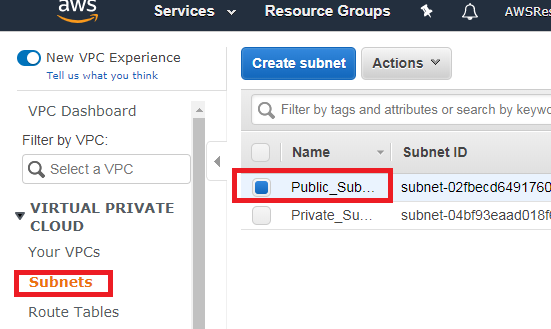 aws
Services
Resource Groups
AWSRes
New VPC Experience
Tell us what you think
Create subnet
Actions
VPC Dashboard
Filter by tags and attributes or search by keywo
Filter by VPC:
Select a VPC
Name
Subnet ID
Public_Sub...
subnet-02fbecd6491760
VIRTUAL PRIVATE
CLOUD
Private_Su...
subnet-04bf93eaad018f
Your VPCs
Subnets
Route Tables